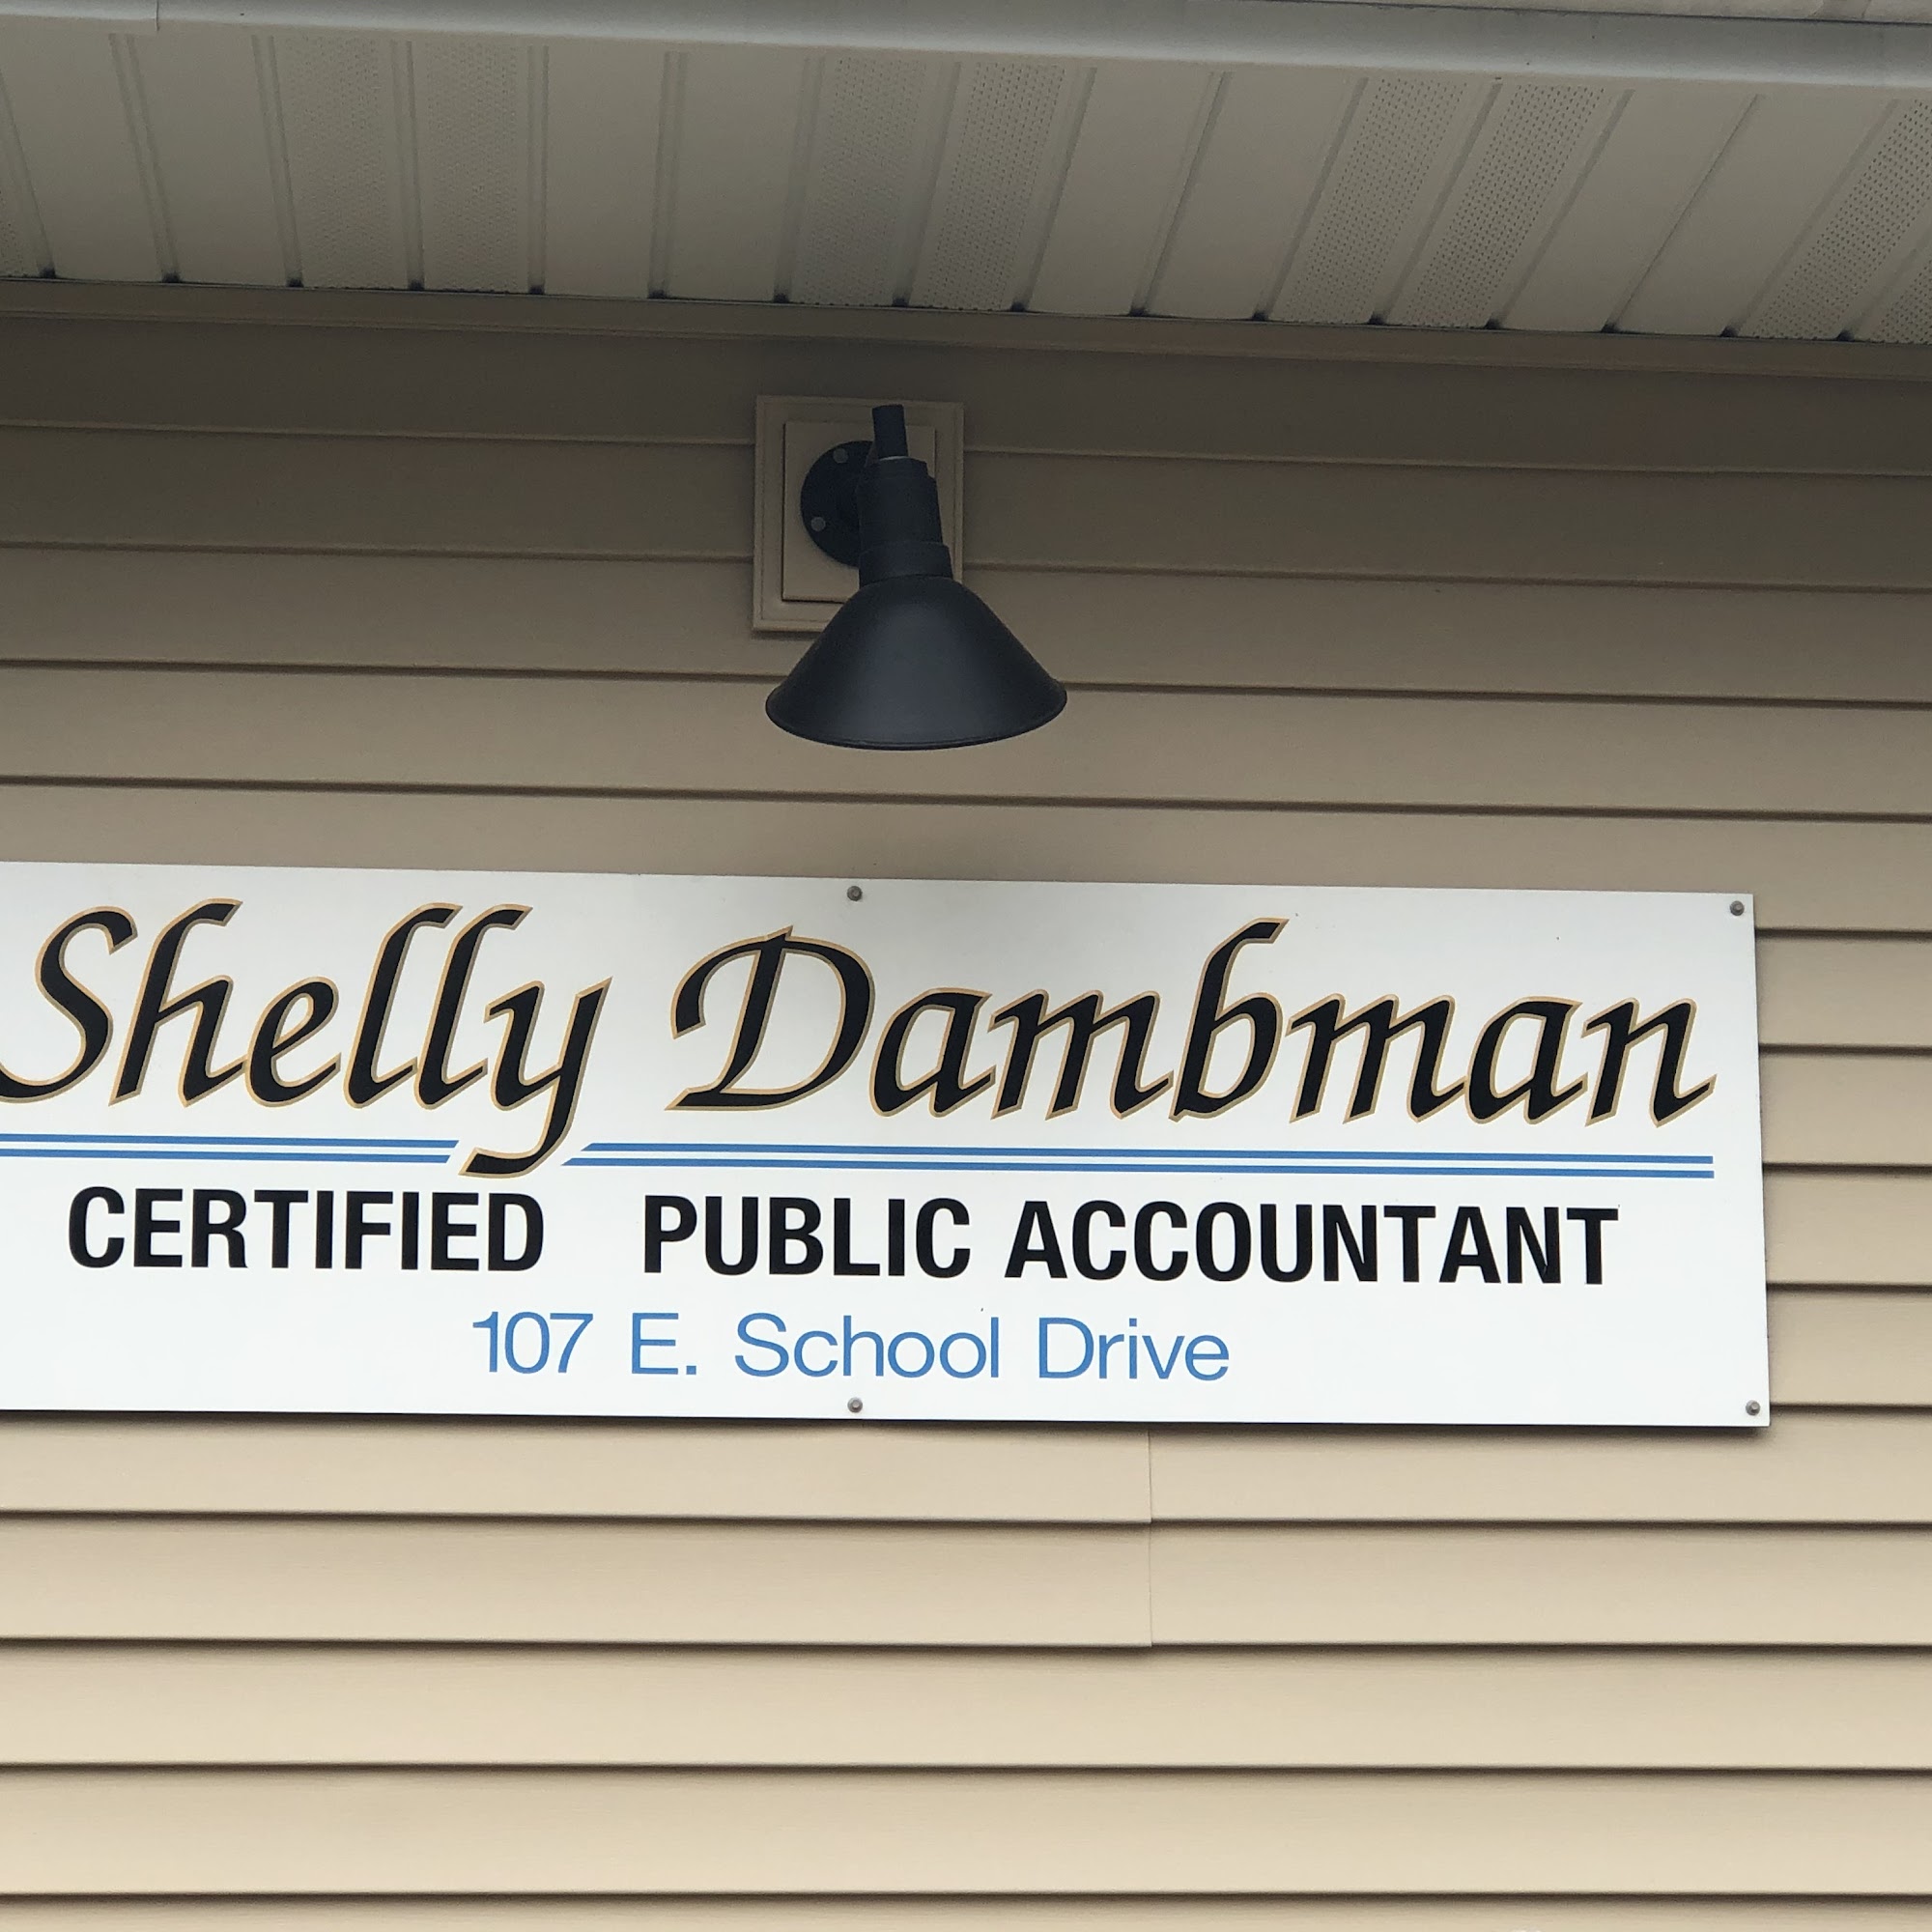 Shelly Dambman
CERTIFIED PUBLIC ACCOUNTANT
107 E. School Drive